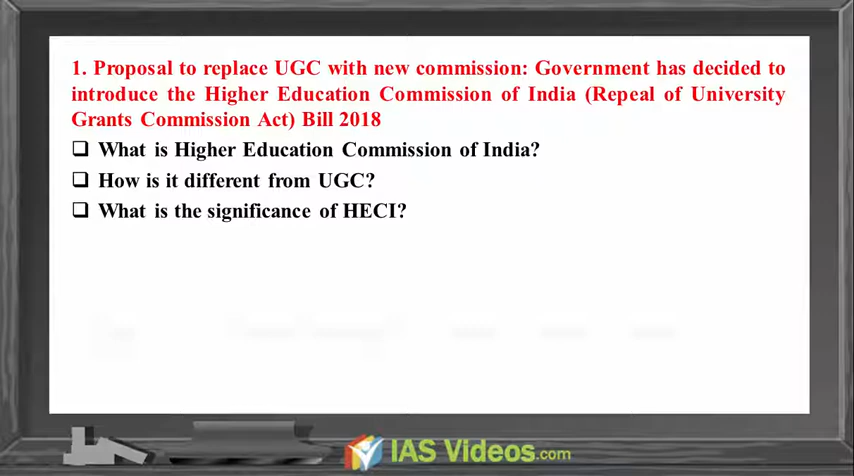 1. Proposal to replace UGC with new commission: Government has decided to
introduce the Higher Education Commission of India (Repeal of University
Grants Commission Act) Bill 2018
❑ What is Higher Education Commission of India?
❑ How is it different from UGC?
❑ What is the significance of HECI?
IAS Videos.com